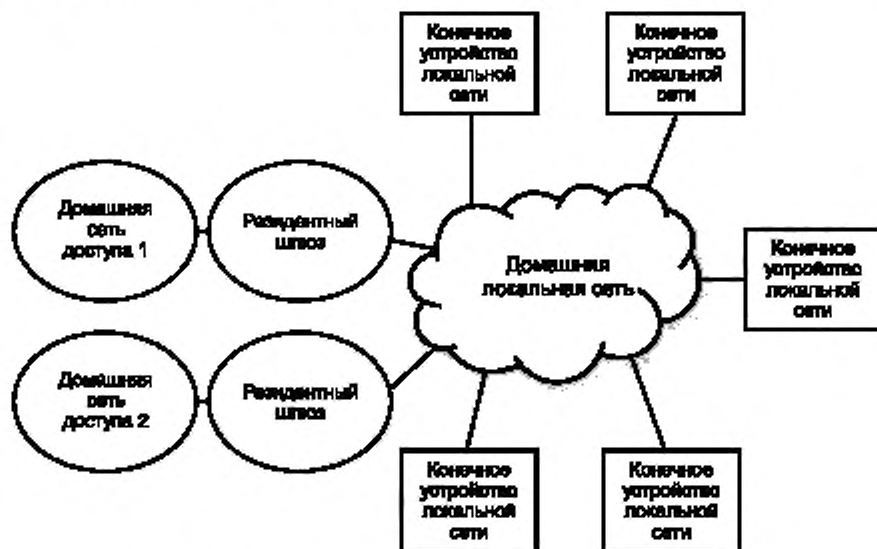 Конечное
устройство
локальной
сети
Конечное
устройство
локальной
сети
Домашняя
сеть
доступа 1
Резидентный
шлюз
Домашняя
локальная сеть
Конечное
устройство
локальной
сети
Домашняя
сеть
доступа 2
Резидентный
шлюз
Конечное
устройство
локальной
сети
Конечное
устройство
локальной
сети